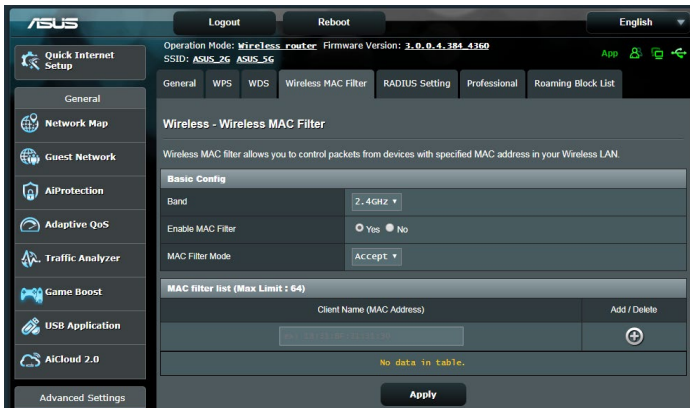 ASUS
Logout
Reboot
English
Quick Internet Setup
Operation Mode: Wireless router Firmware Version: 3.0.0.4.384_4360
SSID: ASUS_2G ASUS_5G
App
General WPS WDS Wireless MAC Filter RADIUS Setting Professional Roaming Block List
General
Network Map
Guest Network
AiProtection
Adaptive QoS
Traffic Analyzer
Game Boost
USB Application
AiCloud 2.0
Advanced Settings
Wireless - Wireless MAC Filter
Wireless MAC filter allows you to control packets from devices with specified MAC address in your Wireless LAN.
Basic Config
Band 2.4GHz
Enable MAC Filter Yes No
MAC Filter Mode Accept
MAC filter list (Max Limit : 64)
Client Name (MAC Address) Add / Delete
No data in table.
Apply